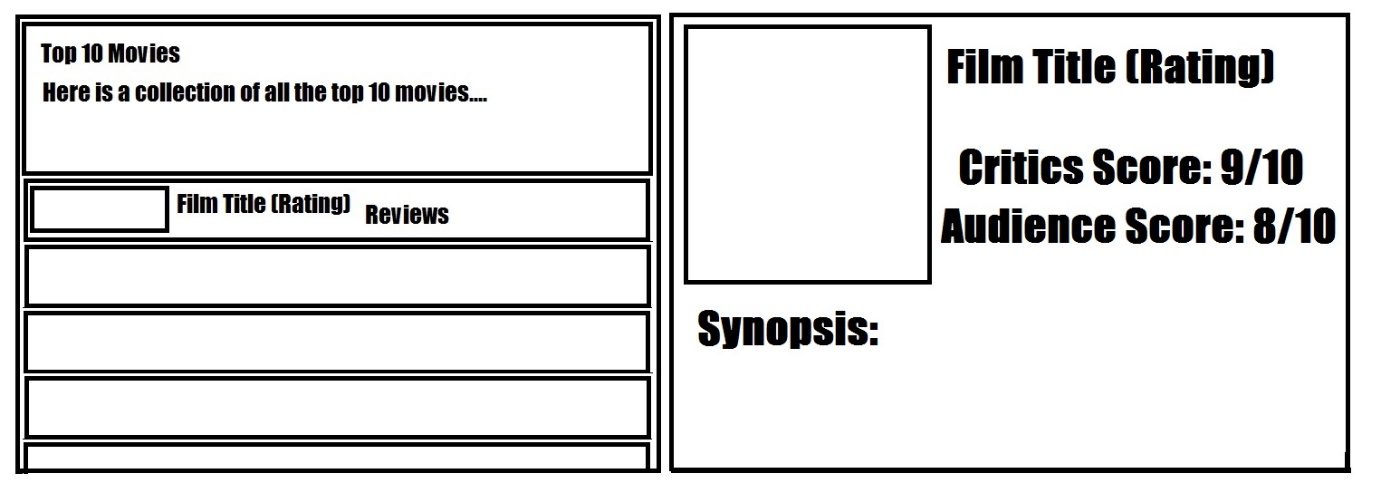 Top 10 Movies
Here is a collection of all the top 10 movies....
Film Title (Rating) Reviews
Film Title (Rating)
Critics Score: 9/10
Audience Score: 8/10
Synopsis: